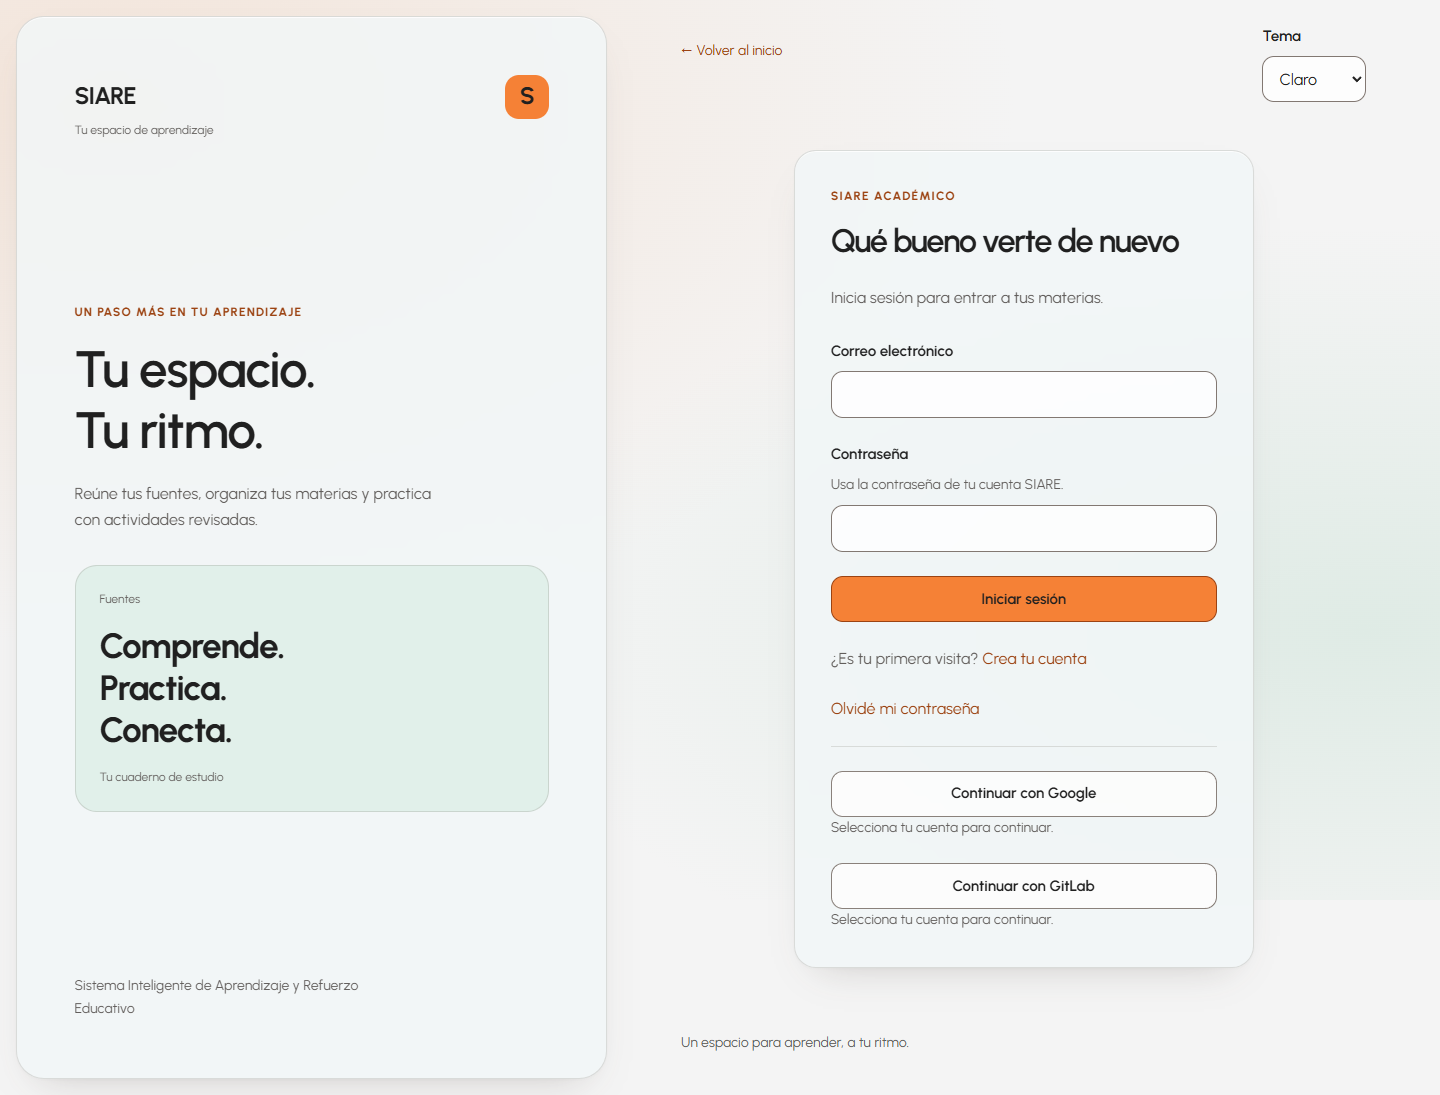 SIARE
S
Tu espacio de aprendizaje
UN PASO MÁS EN TU APRENDIZAJE
Tu espacio.
Tu ritmo.
Reúne tus fuentes, organiza tus materias y practica
con actividades revisadas.
Fuentes
Comprende.
Practica.
Conecta.
Tu cuaderno de estudio
Sistema Inteligente de Aprendizaje y Refuerzo
Educativo
← Volver al inicio
Tema
Claro
SIARE ACADÉMICO
Qué bueno verte de nuevo
Inicia sesión para entrar a tus materias.
Correo electrónico
Contraseña
Usa la contraseña de tu cuenta SIARE.
Iniciar sesión
¿Es tu primera visita? Crea tu cuenta
Olvidé mi contraseña
Continuar con Google
Selecciona tu cuenta para continuar.
Continuar con GitLab
Selecciona tu cuenta para continuar.
Un espacio para aprender, a tu ritmo.